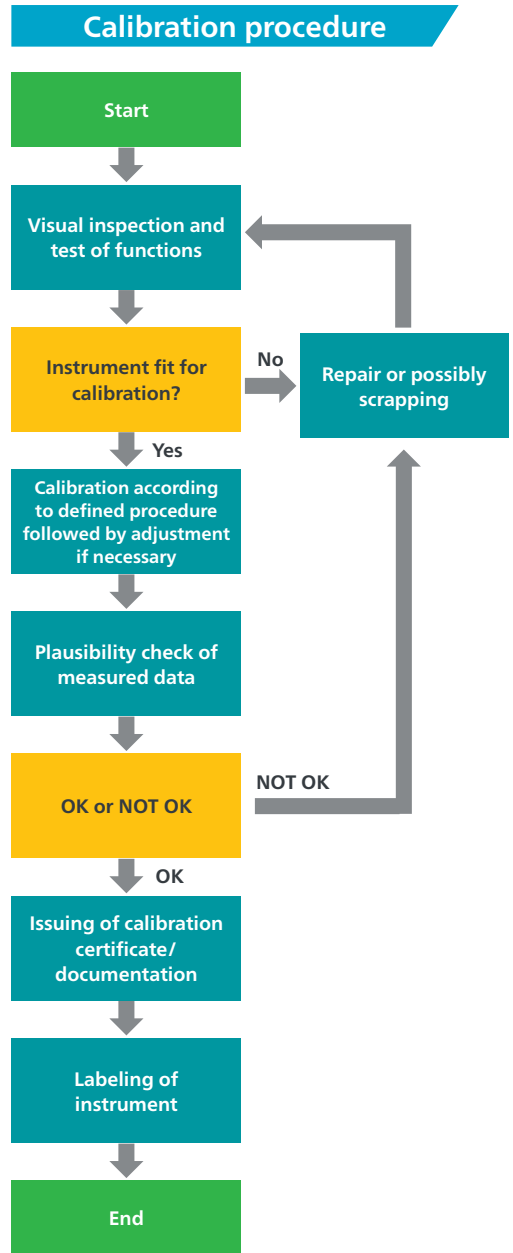 Calibration procedure
Start
Visual inspection and
test of functions
Instrument fit for
calibration?
No
Repair or possibly
scrapping
Yes
Calibration according
to defined procedure
followed by adjustment
if necessary
Plausibility check of
measured data
OK or NOT OK
NOT OK
OK
Issuing of calibration
certificate/
documentation
Labeling of
instrument
End